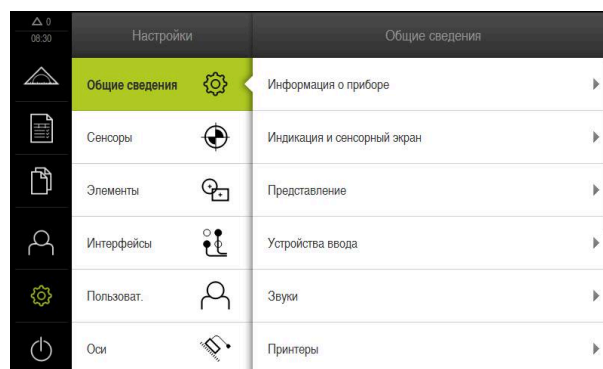 0
08:30
Настройки
Общие сведения
Общие сведения
Информация о приборе
Сенсоры
Индикация и сенсорный экран
Элементы
Представление
Интерфейсы
Устройства ввода
Пользоват.
Звуки
Оси
Принтеры